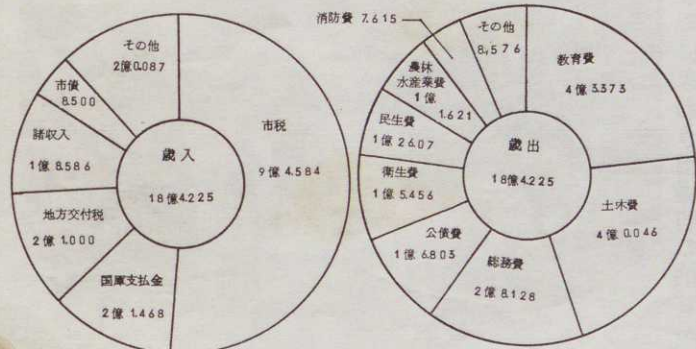 その他
2億0.087
市債
8.500
諸収入
1億8.586
地方交付税
2億1.000
国庫支払金
2億1.468
市税
9億4.584
歳入
18億4.225
消防費7.615
その他
8,576
農休
水産業費
1億
1.621
民生費
1億26.07
衛生費
1億5.456
公債費
1億6.803
総務費
2億8.128
土休費
4億0.046
教育費
4億3.373
歳出
18億4.225